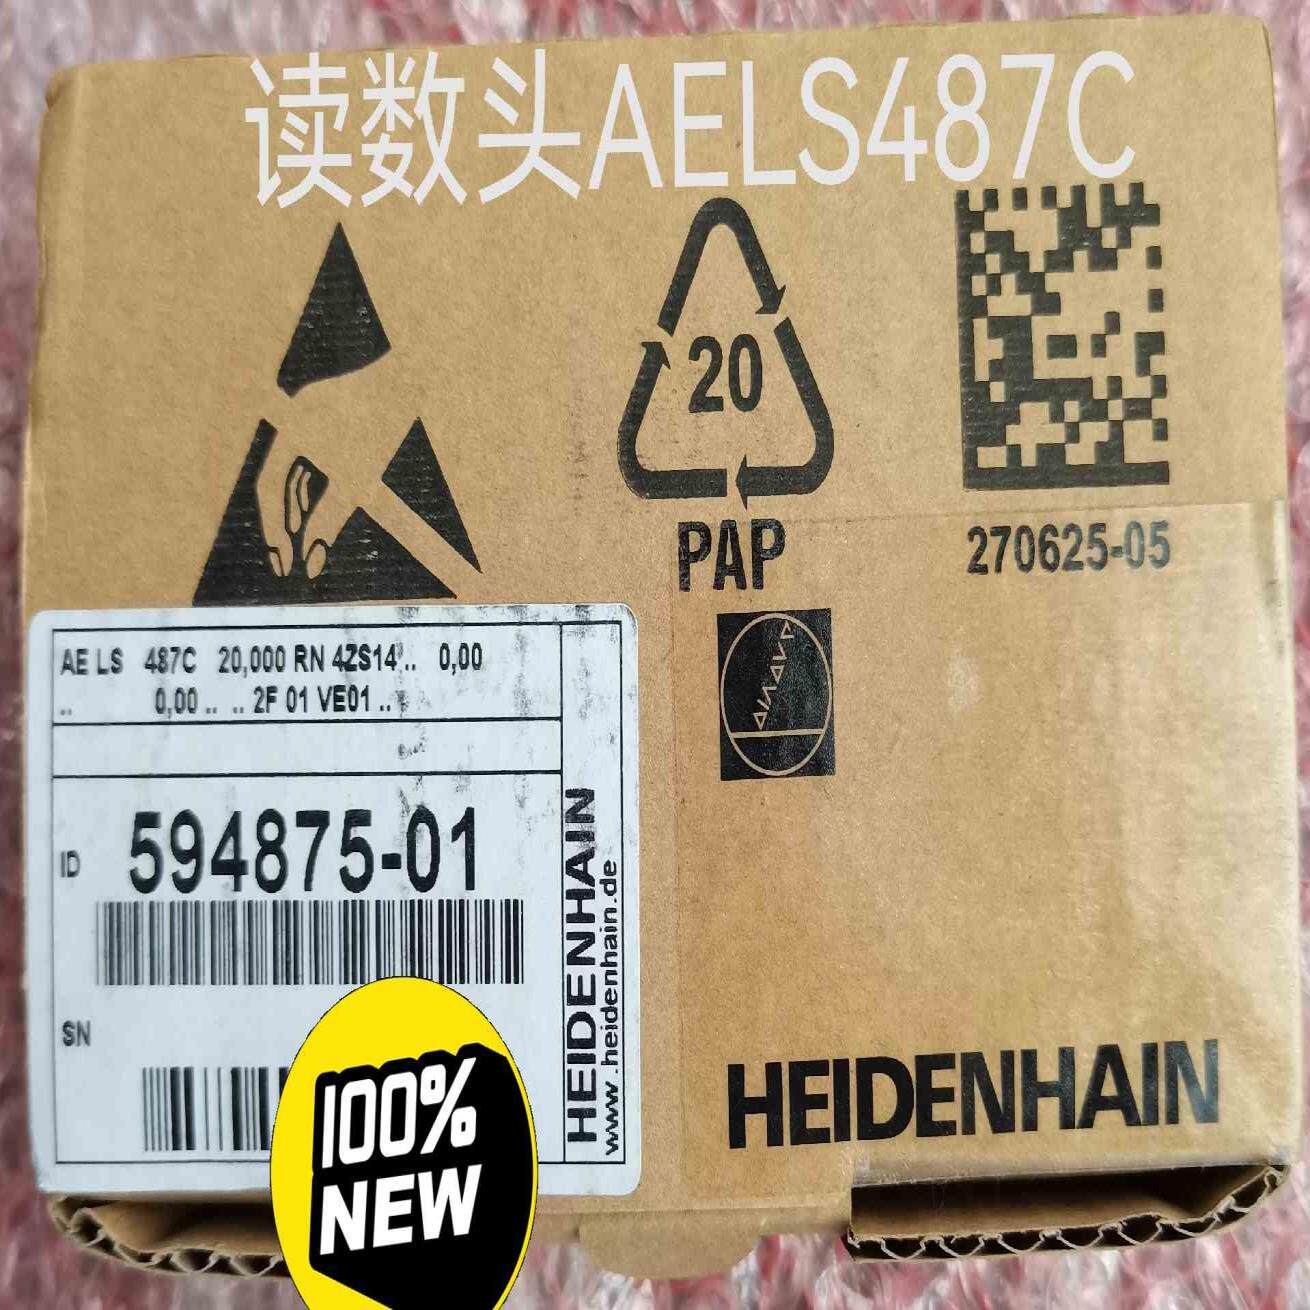 读数头AELS487C
20
PAP
270625-05
AE LS 487C 20,000 RN 4ZS14 .. 0,00
.. 0,00 .. .. 2F 01 VE01 ..
ID 594875-01
SN
HEIDENHAIN
www.heidenhain.de
100%
NEW
HEIDENHAIN